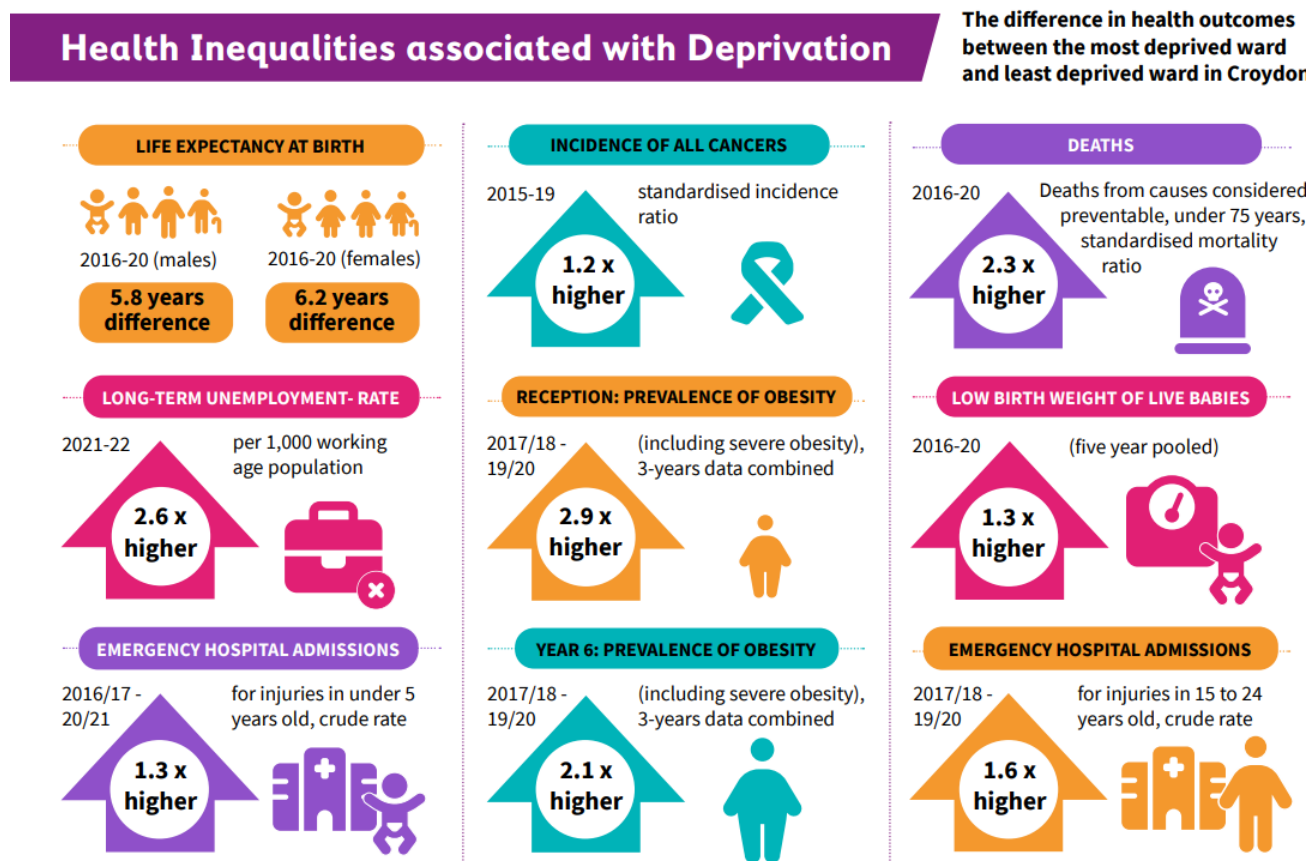 Health Inequalities associated with Deprivation
The difference in health outcomes
between the most deprived ward
and least deprived ward in Croydon
LIFE EXPECTANCY AT BIRTH
2016-20 (males)
5.8 years
difference
2016-20 (females)
6.2 years
difference
INCIDENCE OF ALL CANCERS
2015-19
standardised incidence
ratio
1.2 x
higher
DEATHS
2016-20
Deaths from causes considered
preventable, under 75 years,
standardised mortality
ratio
2.3 x
higher
LONG-TERM UNEMPLOYMENT- RATE
2021-22
per 1,000 working
age population
2.6 x
higher
RECEPTION: PREVALENCE OF OBESITY
2017/18 -
19/20
(including severe obesity),
3-years data combined
2.9 x
higher
LOW BIRTH WEIGHT OF LIVE BABIES
2016-20
(five year pooled)
1.3 x
higher
EMERGENCY HOSPITAL ADMISSIONS
2016/17 -
20/21
for injuries in under 5
years old, crude rate
1.3 x
higher
YEAR 6: PREVALENCE OF OBESITY
2017/18 -
19/20
(including severe obesity),
3-years data combined
2.1 x
higher
EMERGENCY HOSPITAL ADMISSIONS
2017/18 -
19/20
for injuries in 15 to 24
years old, crude rate
1.6 x
higher